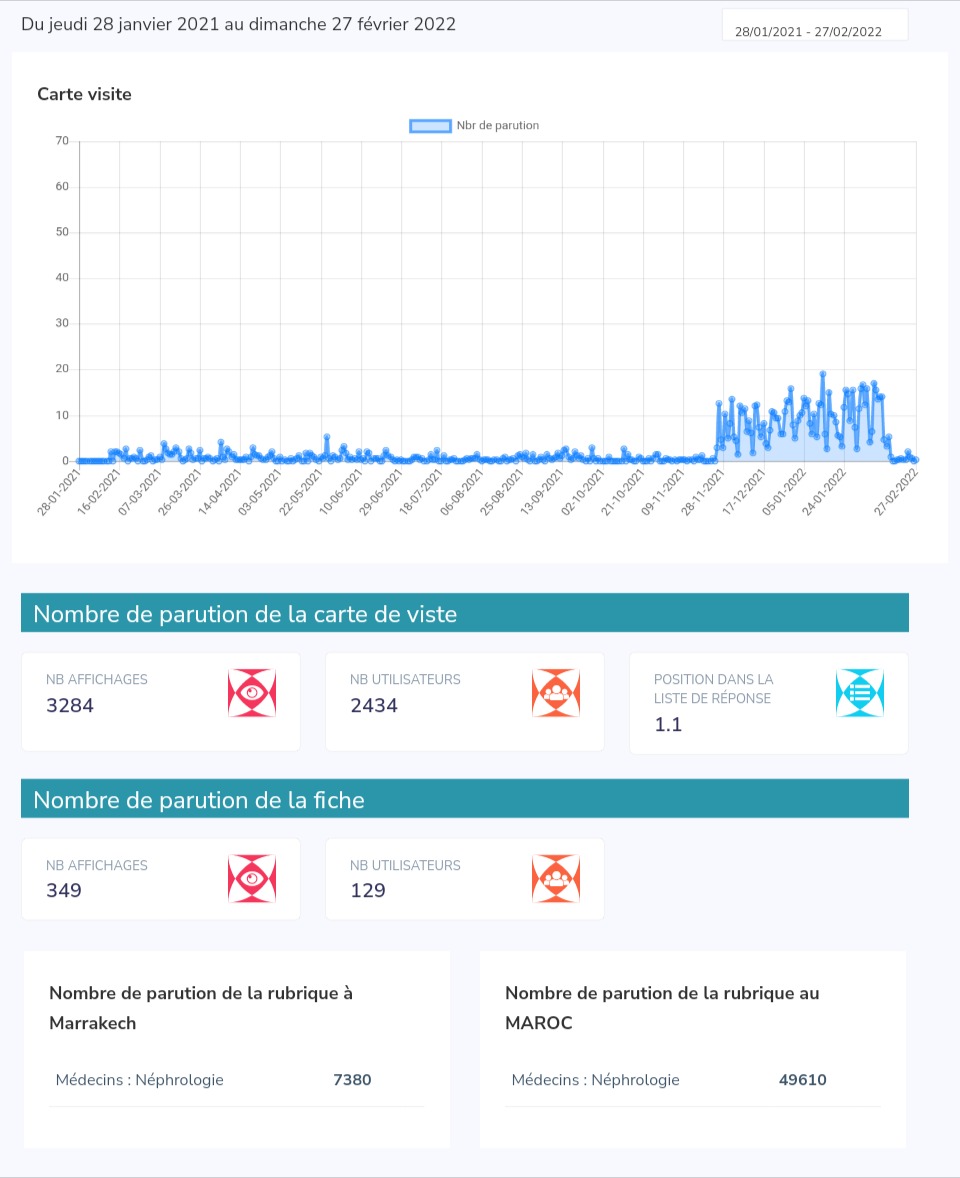 Du jeudi 28 janvier 2021 au dimanche 27 février 2022
28/01/2021 - 27/02/2022
Carte visite
Nbr de parution
70
60
50
40
30
20
10
0
28-01-2021
16-02-2021
07-03-2021
26-03-2021
14-04-2021
03-05-2021
22-05-2021
10-06-2021
29-06-2021
18-07-2021
06-08-2021
25-08-2021
13-09-2021
02-10-2021
21-10-2021
09-11-2021
28-11-2021
17-12-2021
05-01-2022
24-01-2022
27-02-2022
Nombre de parution de la carte de viste
NB AFFICHAGES
3284
NB UTILISATEURS
2434
POSITION DANS LA
LISTE DE RÉPONSE
1.1
Nombre de parution de la fiche
NB AFFICHAGES
349
NB UTILISATEURS
129
Nombre de parution de la rubrique à
Marrakech
Médecins : Néphrologie 7380
Nombre de parution de la rubrique au
MAROC
Médecins : Néphrologie 49610